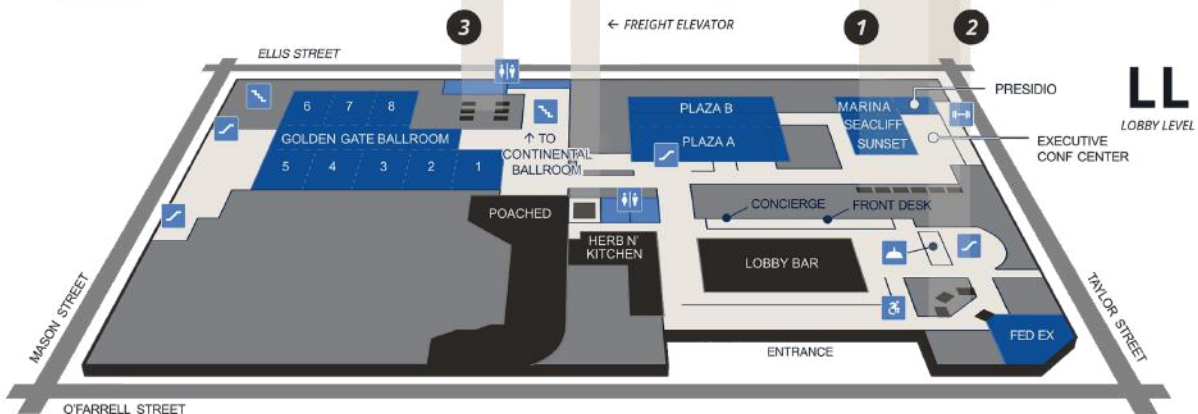 3
← FREIGHT ELEVATOR
1
2
ELLIS STREET
LL
LOBBY LEVEL
PRESIDIO
EXECUTIVE
CONF CENTER
6 7 8
GOLDEN GATE BALLROOM
5 4 3 2 1
↑ TO
CONTINENTAL
BALLROOM
PLAZA B
PLAZA A
MARINA
SEACLIFF
SUNSET
POACHED
HERB N'
KITCHEN
CONCIERGE
FRONT DESK
LOBBY BAR
FED EX
ENTRANCE
MASON STREET
TAYLOR STREET
O'FARRELL STREET